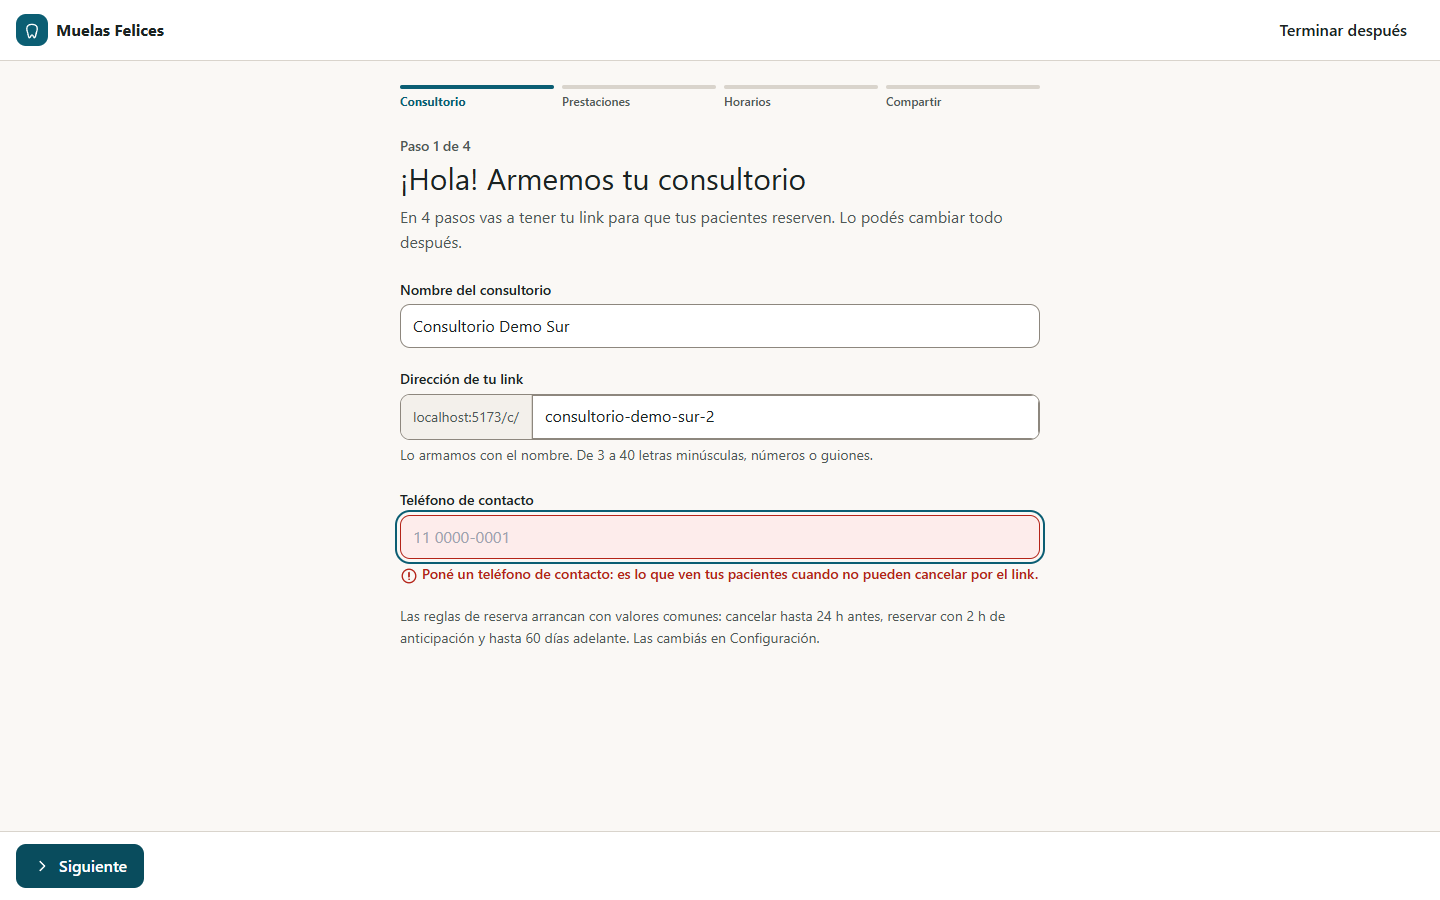 Muelas Felices
Terminar después
Consultorio
Prestaciones
Horarios
Compartir
Paso 1 de 4
¡Hola! Armemos tu consultorio
En 4 pasos vas a tener tu link para que tus pacientes reserven. Lo podés cambiar todo
después.
Nombre del consultorio
Consultorio Demo Sur
Dirección de tu link
localhost:5173/c/
consultorio-demo-sur-2
Lo armamos con el nombre. De 3 a 40 letras minúsculas, números o guiones.
Teléfono de contacto
11 0000-0001
Poné un teléfono de contacto: es lo que ven tus pacientes cuando no pueden cancelar por el link.
Las reglas de reserva arrancan con valores comunes: cancelar hasta 24 h antes, reservar con 2 h de
anticipación y hasta 60 días adelante. Las cambiás en Configuración.
Siguiente